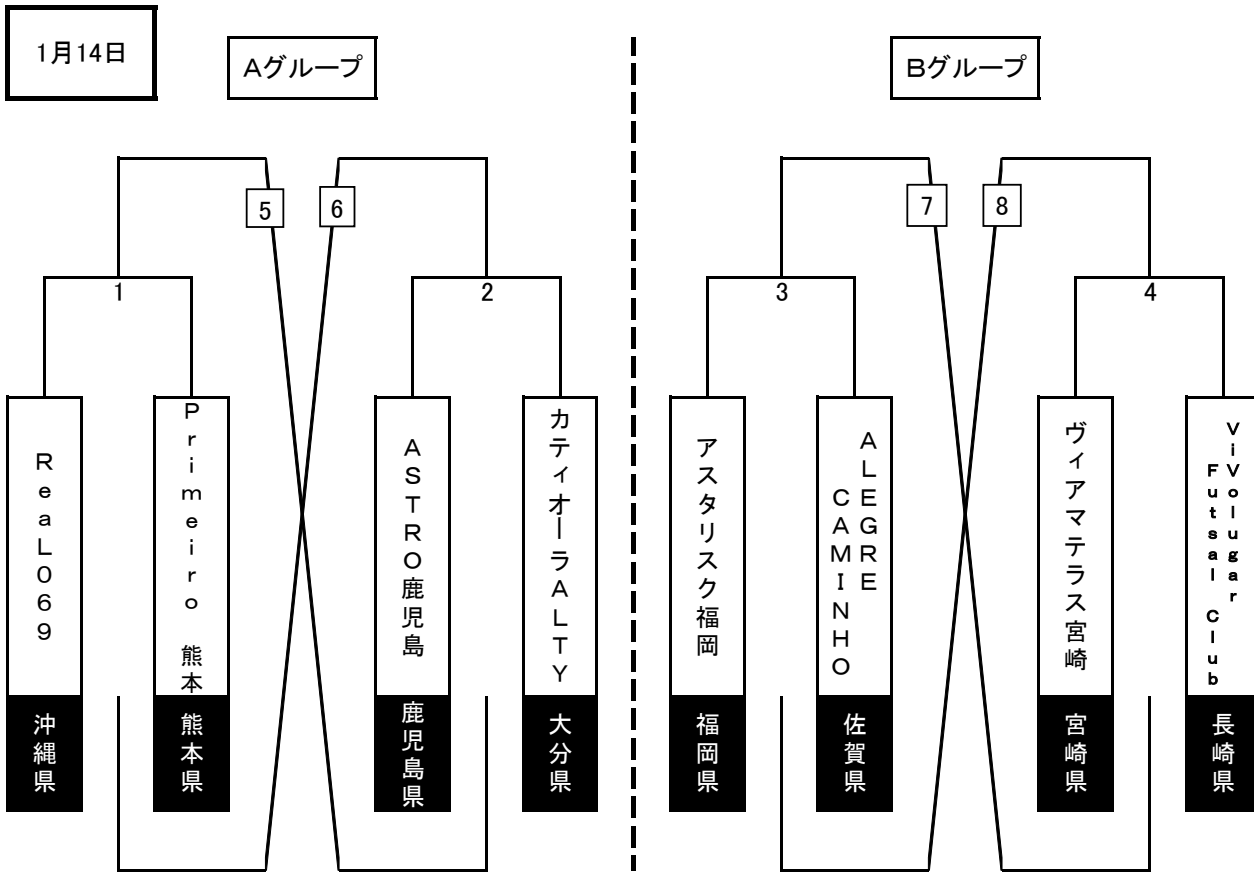 1月14日
Aグループ
Bグループ
5
6
7
8
1
2
3
4
ReaL069
Primeiro 熊本
ASTRO鹿児島
カティオーラALTY
アスタリスク福岡
ALEGRE
CAMINHO
ヴィアマテラス宮崎
ViVolugar
Futsal Club
沖縄県
熊本県
鹿児島県
大分県
福岡県
佐賀県
宮崎県
長崎県